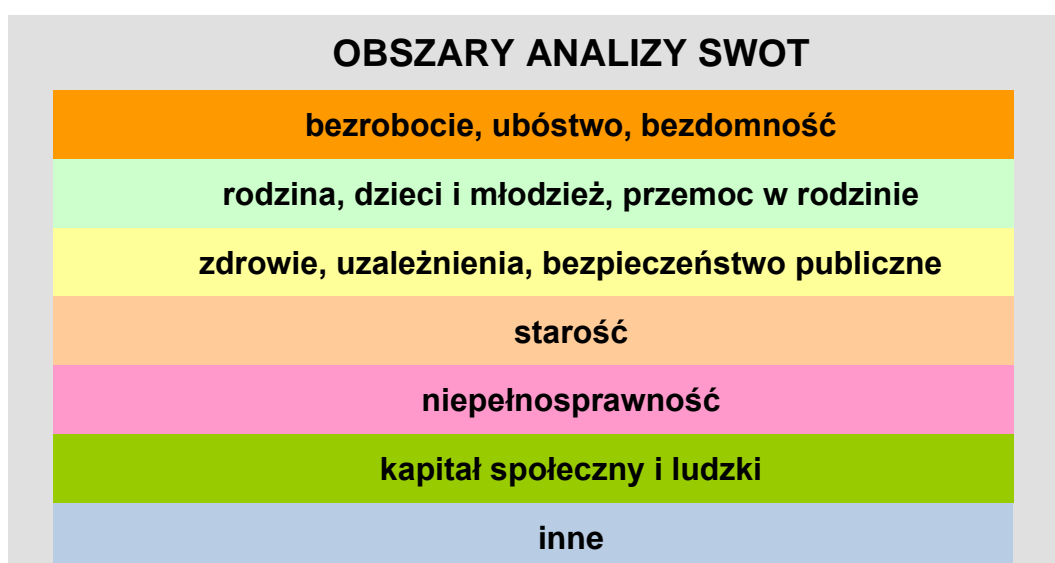 OBSZARY ANALIZY SWOT
bezrobocie, ubóstwo, bezdomność
rodzina, dzieci i młodzież, przemoc w rodzinie
zdrowie, uzależnienia, bezpieczeństwo publiczne
starość
niepełnosprawność
kapitał społeczny i ludzki
inne